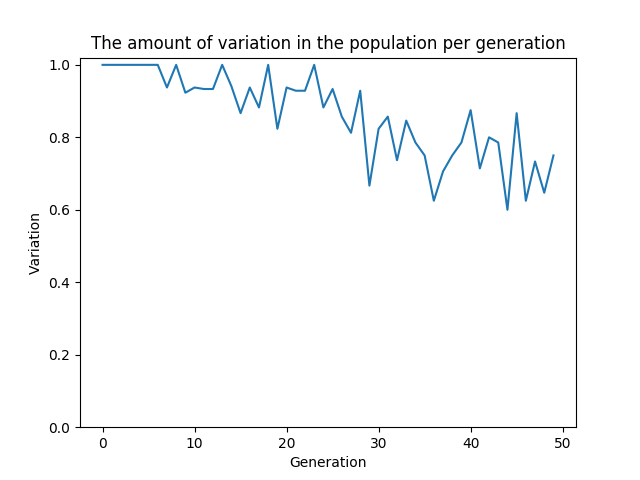 The amount of variation in the population per generation
1.0
0.8
0.6
0.4
0.2
0.0
Variation
0 10 20 30 40 50
Generation